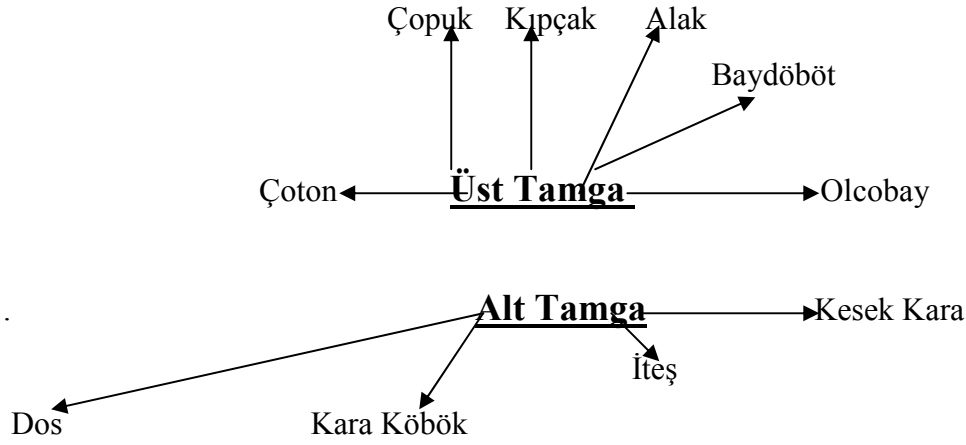 Çopuk Kıpçak Alak
Baydöböt
Çoton Üst Tamga Olcobay
. Alt Tamga Kesek Kara
İteş
Dos Kara Köbök